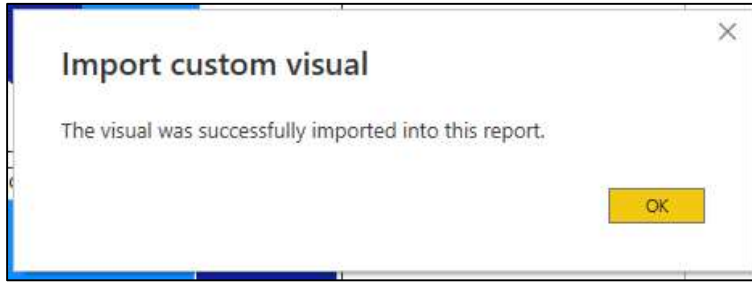 Import custom visual
The visual was successfully imported into this report.
OK